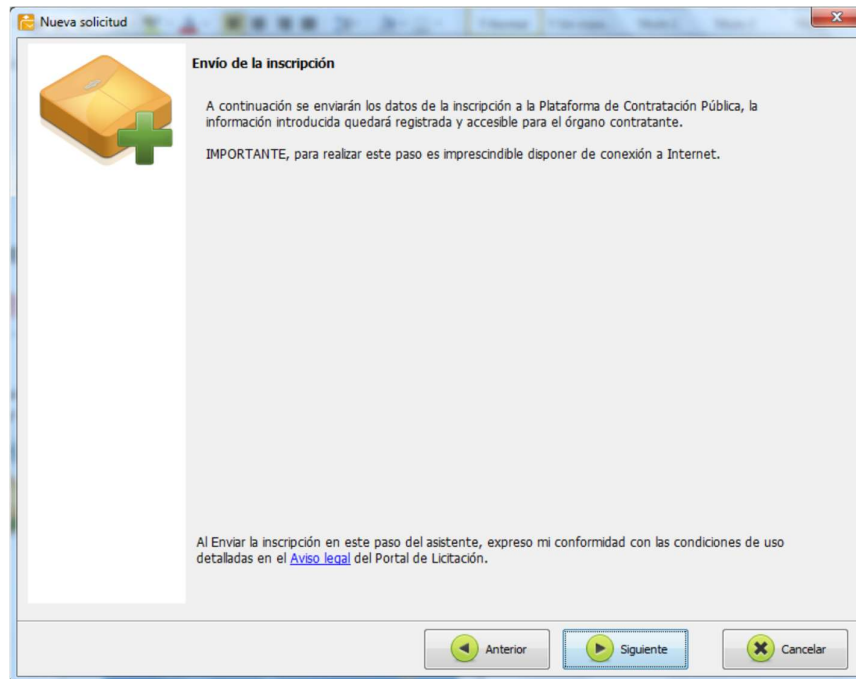 Nueva solicitud
Envío de la inscripción
A continuación se enviarán los datos de la inscripción a la Plataforma de Contratación Pública, la
información introducida quedará registrada y accesible para el órgano contratante.
IMPORTANTE, para realizar este paso es imprescindible disponer de conexión a Internet.
Al Enviar la inscripción en este paso del asistente, expreso mi conformidad con las condiciones de uso
detalladas en el Aviso legal del Portal de Licitación.
Anterior
Siguiente
Cancelar